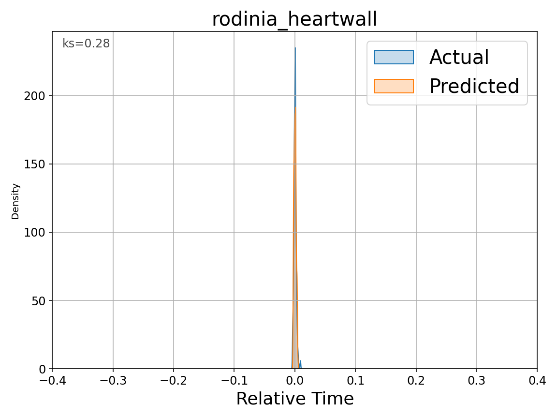 rodinia_heartwall
ks=0.28
Actual
Predicted
Density
200
150
100
50
0
−0.4 −0.3 −0.2 −0.1 0.0 0.1 0.2 0.3 0.4
Relative Time